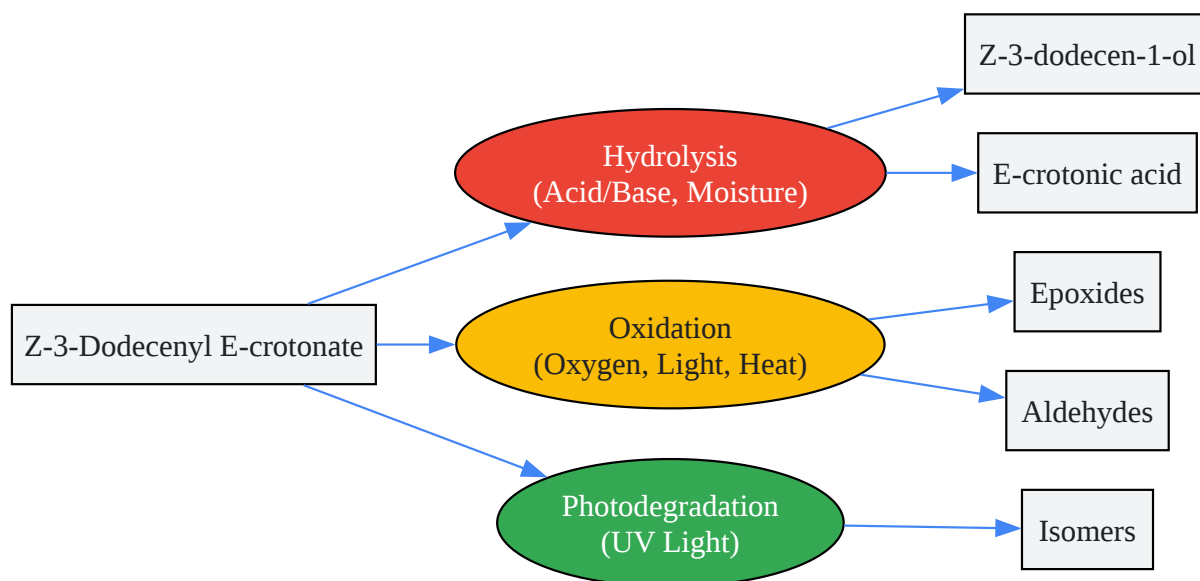 Z-3-Dodecenyl E-crotonate
Hydrolysis
(Acid/Base, Moisture)
Z-3-dodecen-1-ol
E-crotonic acid
Oxidation
(Oxygen, Light, Heat)
Epoxides
Aldehydes
Photodegradation
(UV Light)
Isomers